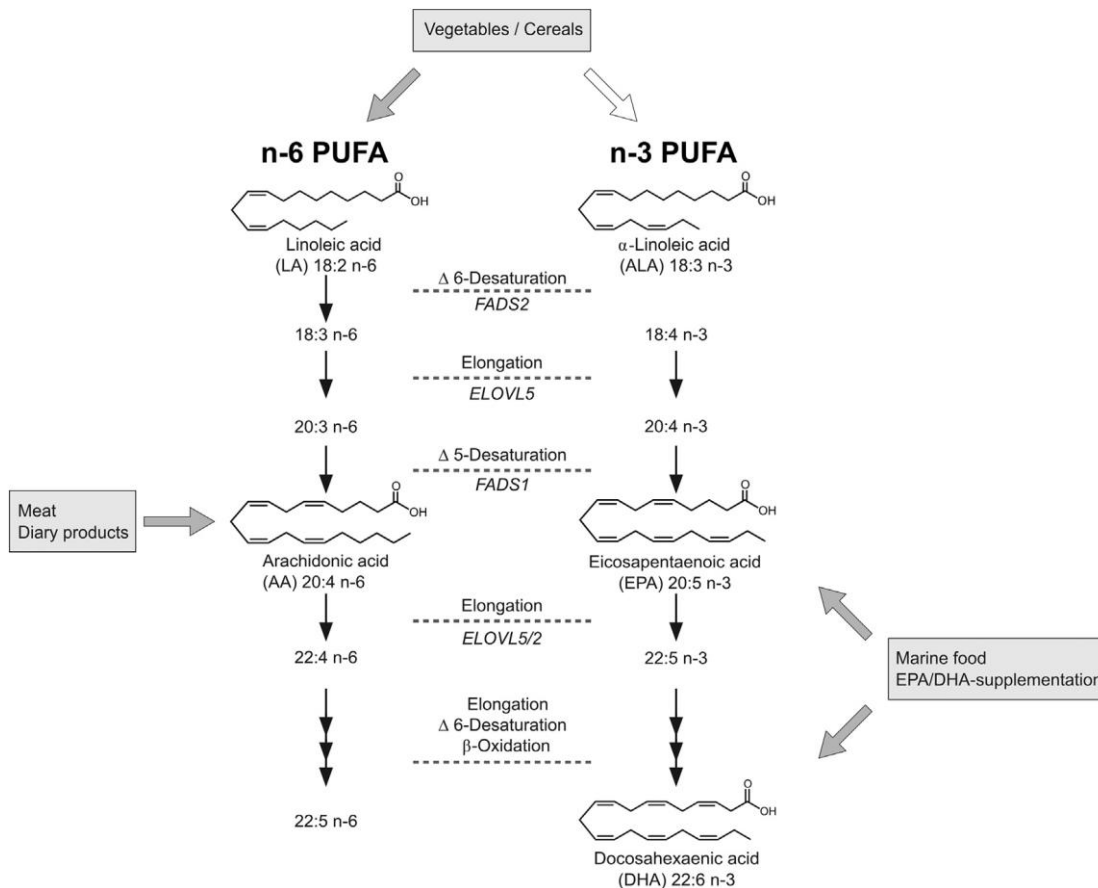 Vegetables / Cereals
n-6 PUFA
n-3 PUFA
O
OH
O
OH
Linoleic acid
(LA) 18:2 n-6
α-Linoleic acid
(ALA) 18:3 n-3
Δ 6-Desaturation
FADS2
18:3 n-6
18:4 n-3
Elongation
ELOVL5
20:3 n-6
20:4 n-3
Δ 5-Desaturation
FADS1
Meat
Diary products
O
OH
O
OH
Arachidonic acid
(AA) 20:4 n-6
Eicosapentaenoic acid
(EPA) 20:5 n-3
Elongation
ELOVL5/2
22:4 n-6
22:5 n-3
Marine food
EPA/DHA-supplementation
Elongation
Δ 6-Desaturation
β-Oxidation
22:5 n-6
O
OH
Docosahexaenic acid
(DHA) 22:6 n-3